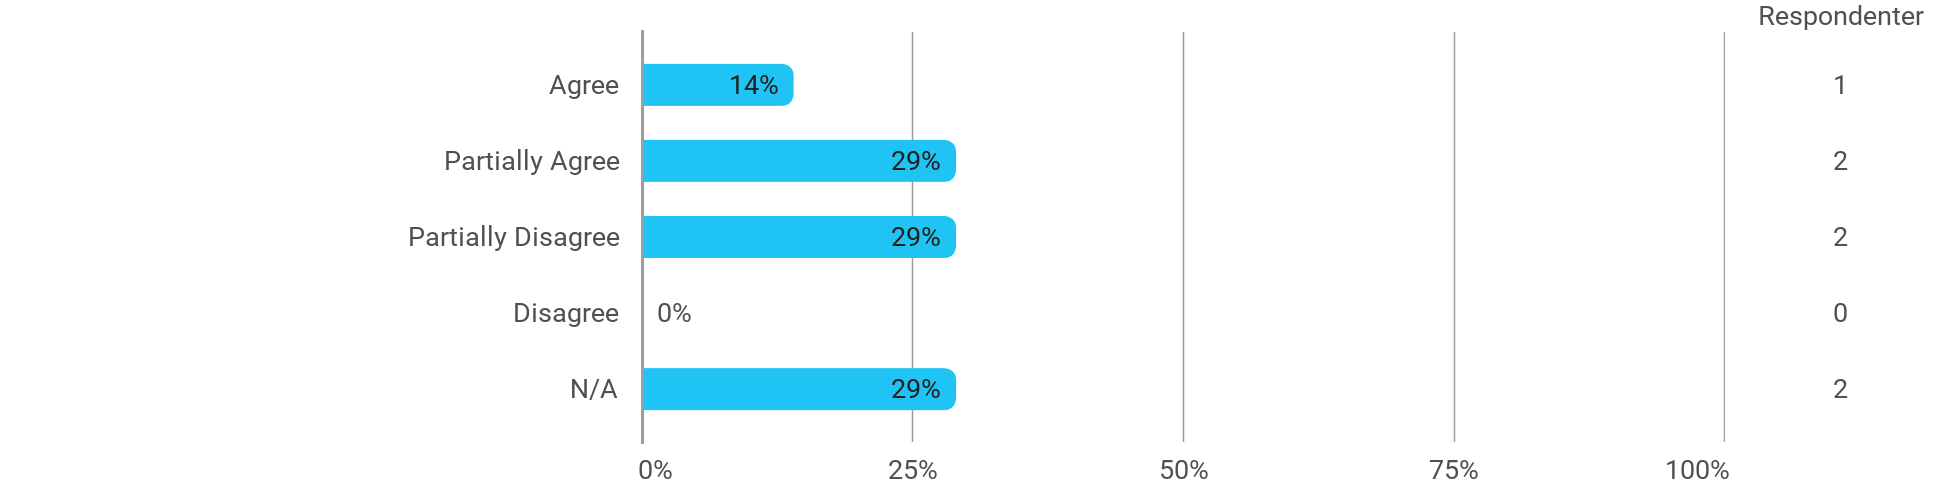 Respondenter
Agree 14% 1
Partially Agree 29% 2
Partially Disagree 29% 2
Disagree 0% 0
N/A 29% 2
0% 25% 50% 75% 100%